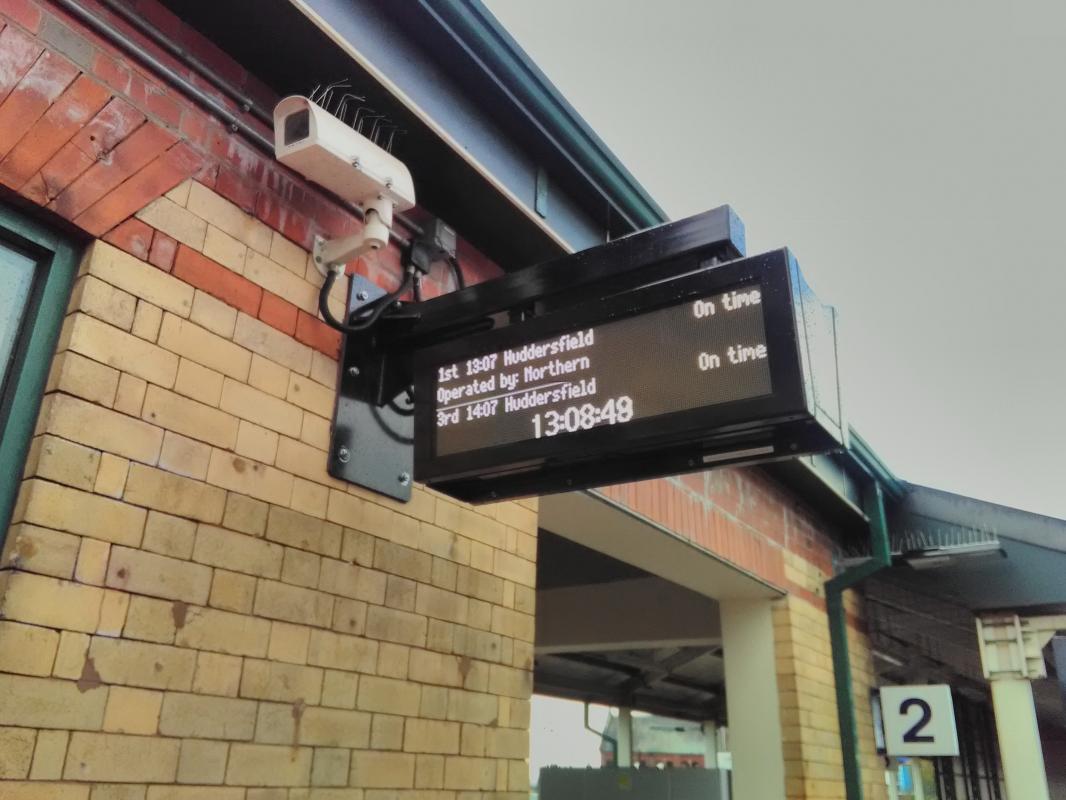 1st 13:07 Huddersfield On time
Operated by: Northern
3rd 14:07 Huddersfield On time
13:08:48
2